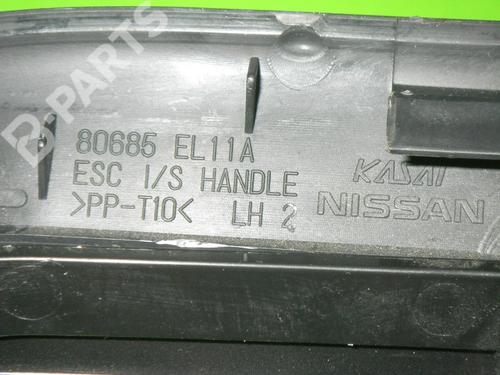 B-PARTS
80685 EL11A
ESC I/S HANDLE
>PP-T10< LH 2
KASAI
NISSAN